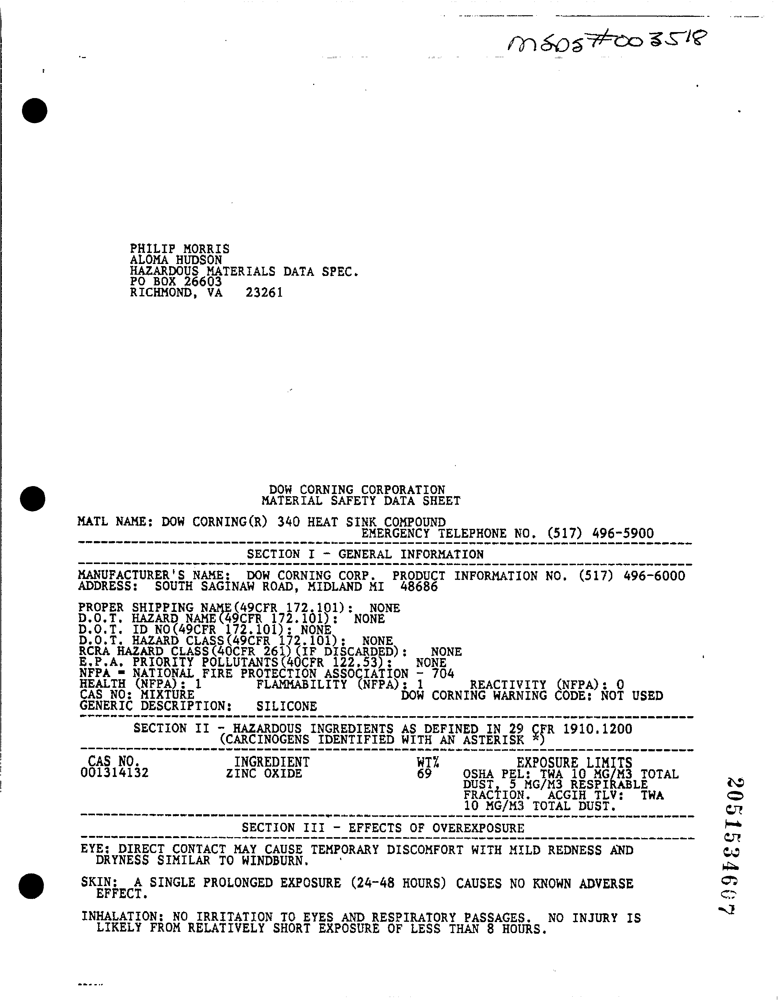 MSDS#003518
PHILIP MORRIS
ALOMA HUDSON
HAZARDOUS MATERIALS DATA SPEC.
PO BOX 26603
RICHMOND, VA 23261
DOW CORNING CORPORATION
MATERIAL SAFETY DATA SHEET
MATL NAME: DOW CORNING(R) 340 HEAT SINK COMPOUND
EMERGENCY TELEPHONE NO. (517) 496-5900
SECTION I - GENERAL INFORMATION
MANUFACTURER'S NAME: DOW CORNING CORP. PRODUCT INFORMATION NO. (517) 496-6000
ADDRESS: SOUTH SAGINAW ROAD, MIDLAND MI 48686
PROPER SHIPPING NAME(49CFR 172.101): NONE
D.O.T. HAZARD NAME(49CFR 172.101): NONE
D.O.T. ID NO(49CFR 172.101): NONE
D.O.T. HAZARD CLASS(49CFR 172.101): NONE
RCRA HAZARD CLASS(40CFR 261)(IF DISCARDED): NONE
E.P.A. PRIORITY POLLUTANTS(40CFR 122.53): NONE
NFPA = NATIONAL FIRE PROTECTION ASSOCIATION - 704
HEALTH (NFPA): 1 FLAMMABILITY (NFPA): 1 REACTIVITY (NFPA): 0
CAS NO: MIXTURE DOW CORNING WARNING CODE: NOT USED
GENERIC DESCRIPTION: SILICONE
SECTION II - HAZARDOUS INGREDIENTS AS DEFINED IN 29 CFR 1910.1200
(CARCINOGENS IDENTIFIED WITH AN ASTERISK *)
CAS NO. INGREDIENT WT% EXPOSURE LIMITS
001314132 ZINC OXIDE 69 OSHA PEL: TWA 10 MG/M3 TOTAL
DUST, 5 MG/M3 RESPIRABLE
FRACTION. ACGIH TLV: TWA
10 MG/M3 TOTAL DUST.
SECTION III - EFFECTS OF OVEREXPOSURE
EYE: DIRECT CONTACT MAY CAUSE TEMPORARY DISCOMFORT WITH MILD REDNESS AND
DRYNESS SIMILAR TO WINDBURN.
SKIN: A SINGLE PROLONGED EXPOSURE (24-48 HOURS) CAUSES NO KNOWN ADVERSE
EFFECT.
INHALATION: NO IRRITATION TO EYES AND RESPIRATORY PASSAGES. NO INJURY IS
LIKELY FROM RELATIVELY SHORT EXPOSURE OF LESS THAN 8 HOURS.